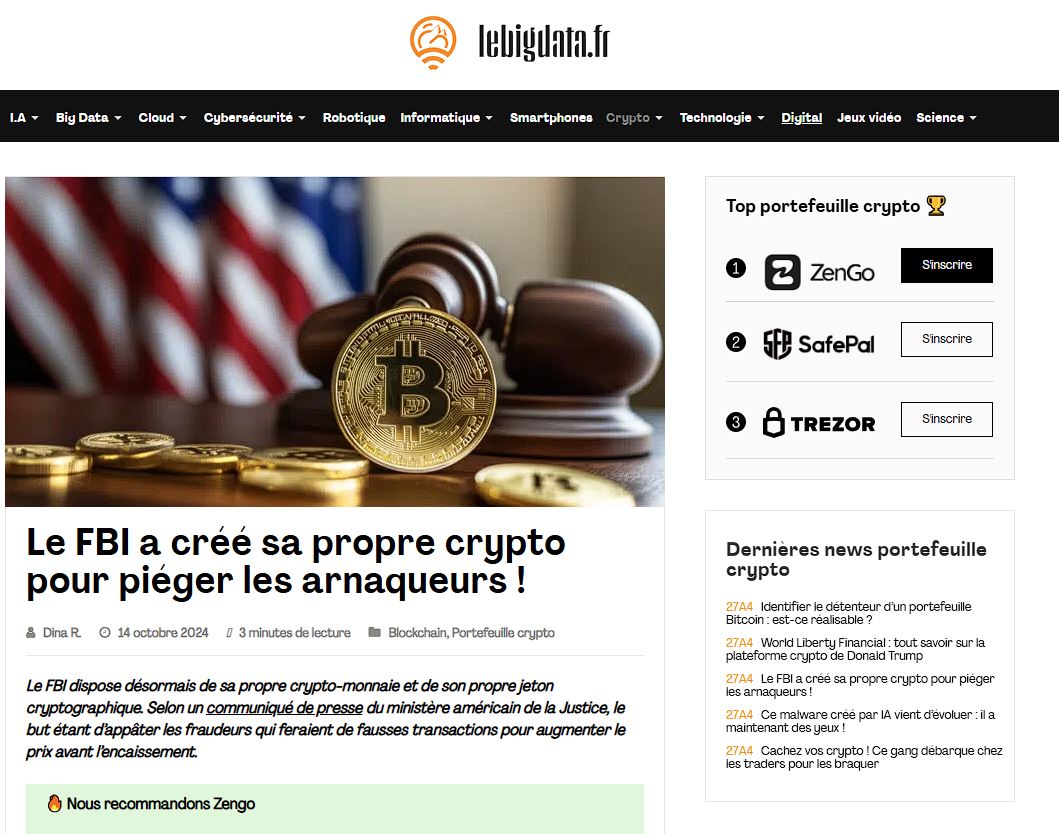 lebigdata.fr
I.A Big Data Cloud Cybersécurité Robotique Informatique Smartphones Crypto Technologie Digital Jeux vidéo Science
Le FBI a créé sa propre crypto
pour piéger les arnaqueurs !
Dina R. 14 octobre 2024 3 minutes de lecture Blockchain, Portefeuille crypto
Le FBI dispose désormais de sa propre crypto-monnaie et de son propre jeton
cryptographique. Selon un communiqué de presse du ministère américain de la Justice, le
but étant d'appâter les fraudeurs qui feraient de fausses transactions pour augmenter le
prix avant l'encaissement.
🔥 Nous recommandons Zengo
Top portefeuille crypto 🏆
1 ZenGo S'inscrire
2 SafePal S'inscrire
3 TREZOR S'inscrire
Dernières news portefeuille
crypto
27A4 Identifier le détenteur d'un portefeuille
Bitcoin : est-ce réalisable ?
27A4 World Liberty Financial : tout savoir sur la
plateforme crypto de Donald Trump
27A4 Le FBI a créé sa propre crypto pour piéger
les arnaqueurs !
27A4 Ce malware créé par IA vient d'évoluer : il a
maintenant des yeux !
27A4 Cachez vos crypto ! Ce gang débarque chez
les traders pour les braquer